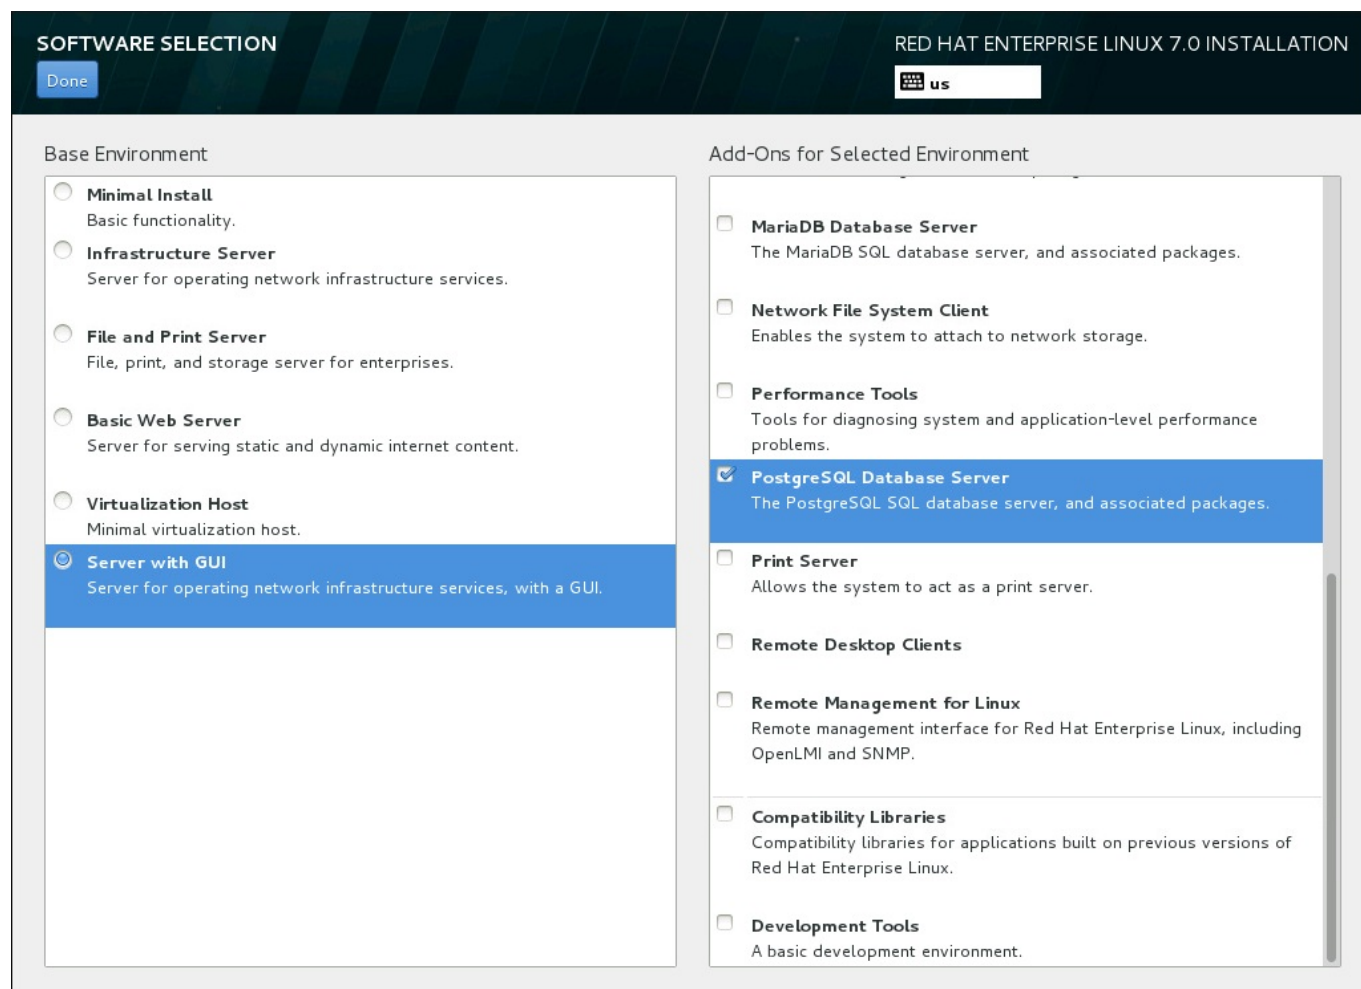 SOFTWARE SELECTION
Done
RED HAT ENTERPRISE LINUX 7.0 INSTALLATION
us
Base Environment
Minimal Install
Basic functionality.
Infrastructure Server
Server for operating network infrastructure services.
File and Print Server
File, print, and storage server for enterprises.
Basic Web Server
Server for serving static and dynamic internet content.
Virtualization Host
Minimal virtualization host.
Server with GUI
Server for operating network infrastructure services, with a GUI.
Add-Ons for Selected Environment
MariaDB Database Server
The MariaDB SQL database server, and associated packages.
Network File System Client
Enables the system to attach to network storage.
Performance Tools
Tools for diagnosing system and application-level performance
problems.
PostgreSQL Database Server
The PostgreSQL SQL database server, and associated packages.
Print Server
Allows the system to act as a print server.
Remote Desktop Clients
Remote Management for Linux
Remote management interface for Red Hat Enterprise Linux, including
OpenLMI and SNMP.
Compatibility Libraries
Compatibility libraries for applications built on previous versions of
Red Hat Enterprise Linux.
Development Tools
A basic development environment.